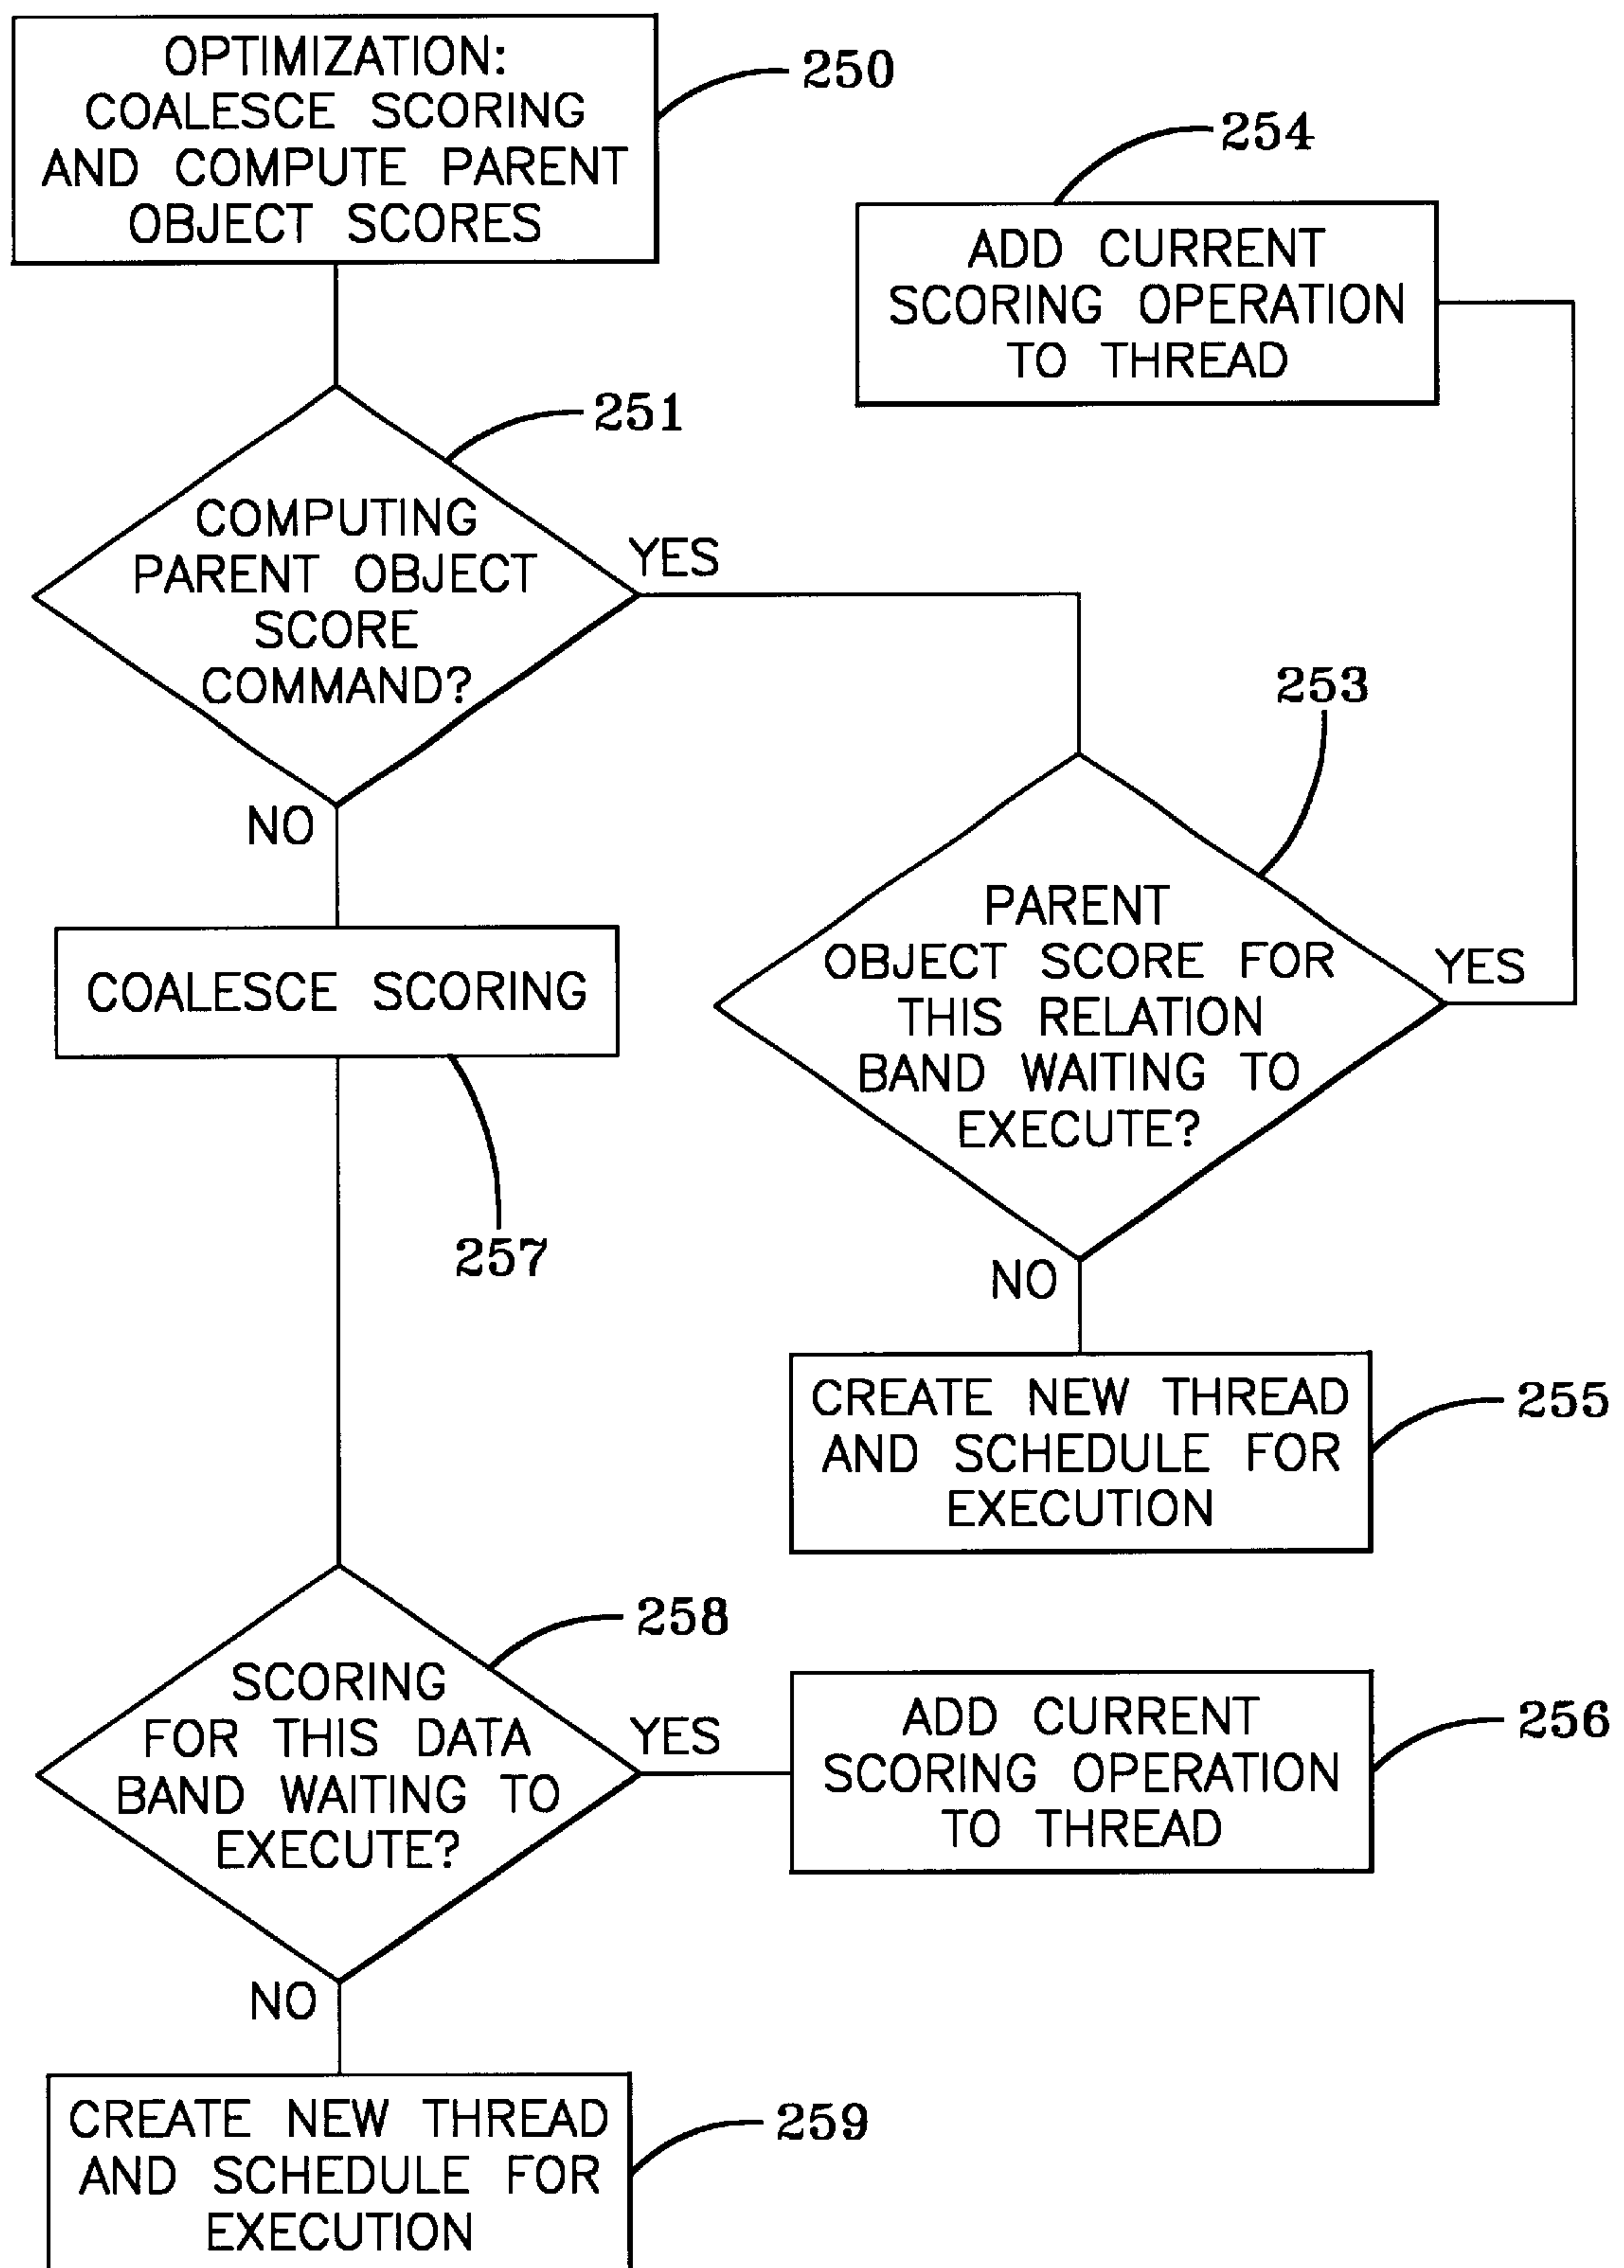 OPTIMIZATION:
COALESCE SCORING
AND COMPUTE PARENT
OBJECT SCORES
250
254
ADD CURRENT
SCORING OPERATION
TO THREAD
251
COMPUTING
PARENT OBJECT
SCORE
COMMAND?
YES
NO
253
PARENT
OBJECT SCORE FOR
THIS RELATION
BAND WAITING TO
EXECUTE?
YES
NO
COALESCE SCORING
257
CREATE NEW THREAD
AND SCHEDULE FOR
EXECUTION
255
258
SCORING
FOR THIS DATA
BAND WAITING TO
EXECUTE?
YES
NO
ADD CURRENT
SCORING OPERATION
TO THREAD
256
CREATE NEW THREAD
AND SCHEDULE FOR
EXECUTION
259